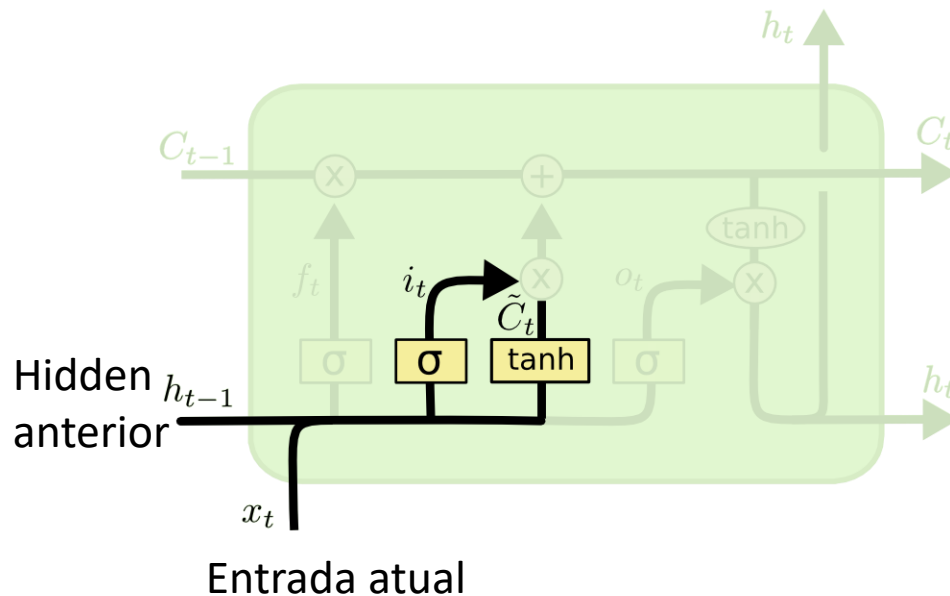 h_t
C_{t-1}
C_t
x
+
tanh
f_t
i_t
x
o_t
x
C̃_t
σ
σ
tanh
σ
Hidden
anterior
h_{t-1}
h_t
x_t
Entrada atual